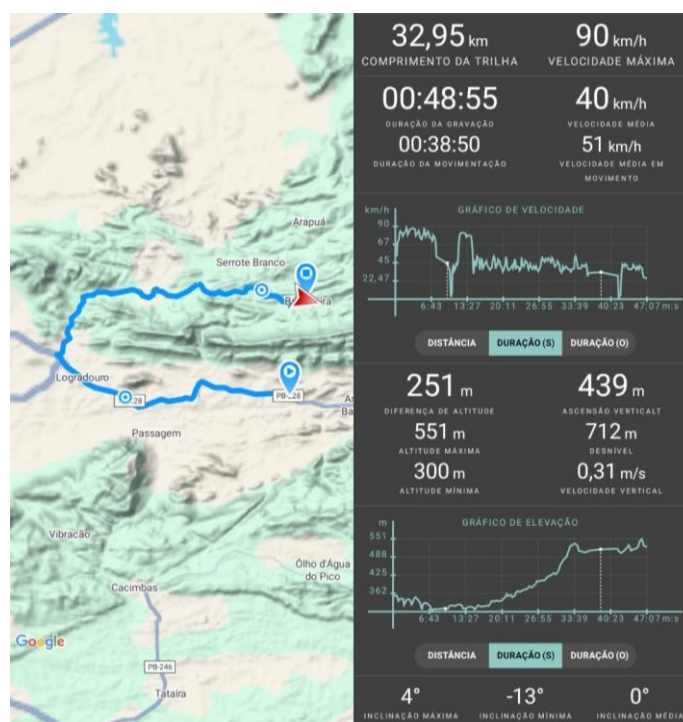 Arapuá
Serrote Branco
Logradouro
28
PB-228
Passagem
Vibracão
Ólho d'Água
do Pico
Cacimbas
Google
PB-246
Tataíra
32,95 km
COMPRIMENTO DA TRILHA
90 km/h
VELOCIDADE MÁXIMA
00:48:55
DURAÇÃO DA GRAVAÇÃO
40 km/h
VELOCIDADE MÉDIA
00:38:50
DURAÇÃO DA MOVIMENTAÇÃO
51 km/h
VELOCIDADE MÉDIA EM
MOVIMENTO
km/h
GRÁFICO DE VELOCIDADE
90
67
45
22,47
6:43 13:27 20:11 26:55 33:39 40:23 47:07 m:s
DISTÂNCIA
DURAÇÃO (S)
DURAÇÃO (O)
251 m
DIFERENÇA DE ALTITUDE
439 m
ASCENSÃO VERTICALT
551 m
ALTITUDE MÁXIMA
712 m
DESNÍVEL
300 m
ALTITUDE MÍNIMA
0,31 m/s
VELOCIDADE VERTICAL
m
GRÁFICO DE ELEVAÇÃO
551
488
425
362
6:43 13:27 20:11 26:55 33:39 40:23 47:07 m:s
DISTÂNCIA
DURAÇÃO (S)
DURAÇÃO (O)
4°
INCLINAÇÃO MÁXIMA
-13°
INCLINAÇÃO MÍNIMA
0°
INCLINAÇÃO MÉDIA